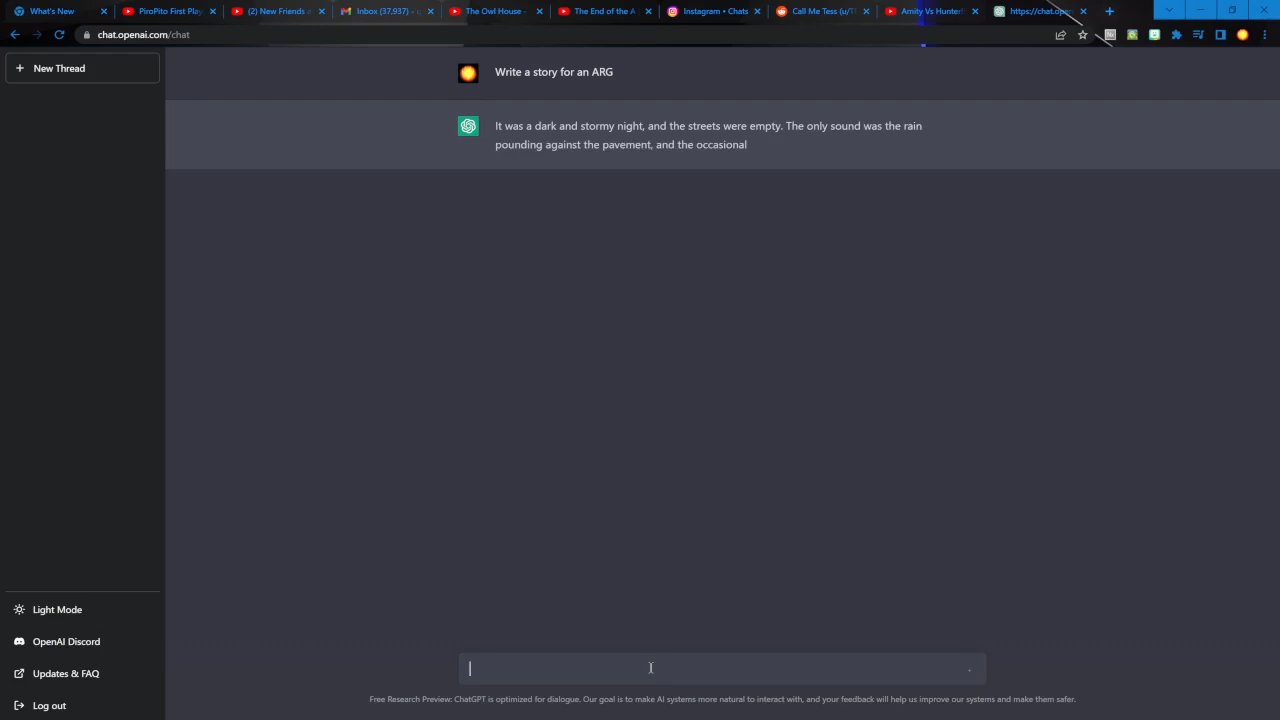 What's New
PiroPito First Play
(2) New Friends a
Inbox (37,937) -
The Owl House -
The End of the A
Instagram • Chats
Call Me Tess (u/T
Amity Vs Hunter!
https://chat.open
chat.openai.com/chat
New Thread
Write a story for an ARG
It was a dark and stormy night, and the streets were empty. The only sound was the rain
pounding against the pavement, and the occasional
Light Mode
OpenAI Discord
Updates & FAQ
Log out
Free Research Preview: ChatGPT is optimized for dialogue. Our goal is to make AI systems more natural to interact with, and your feedback will help us improve our systems and make them safer.